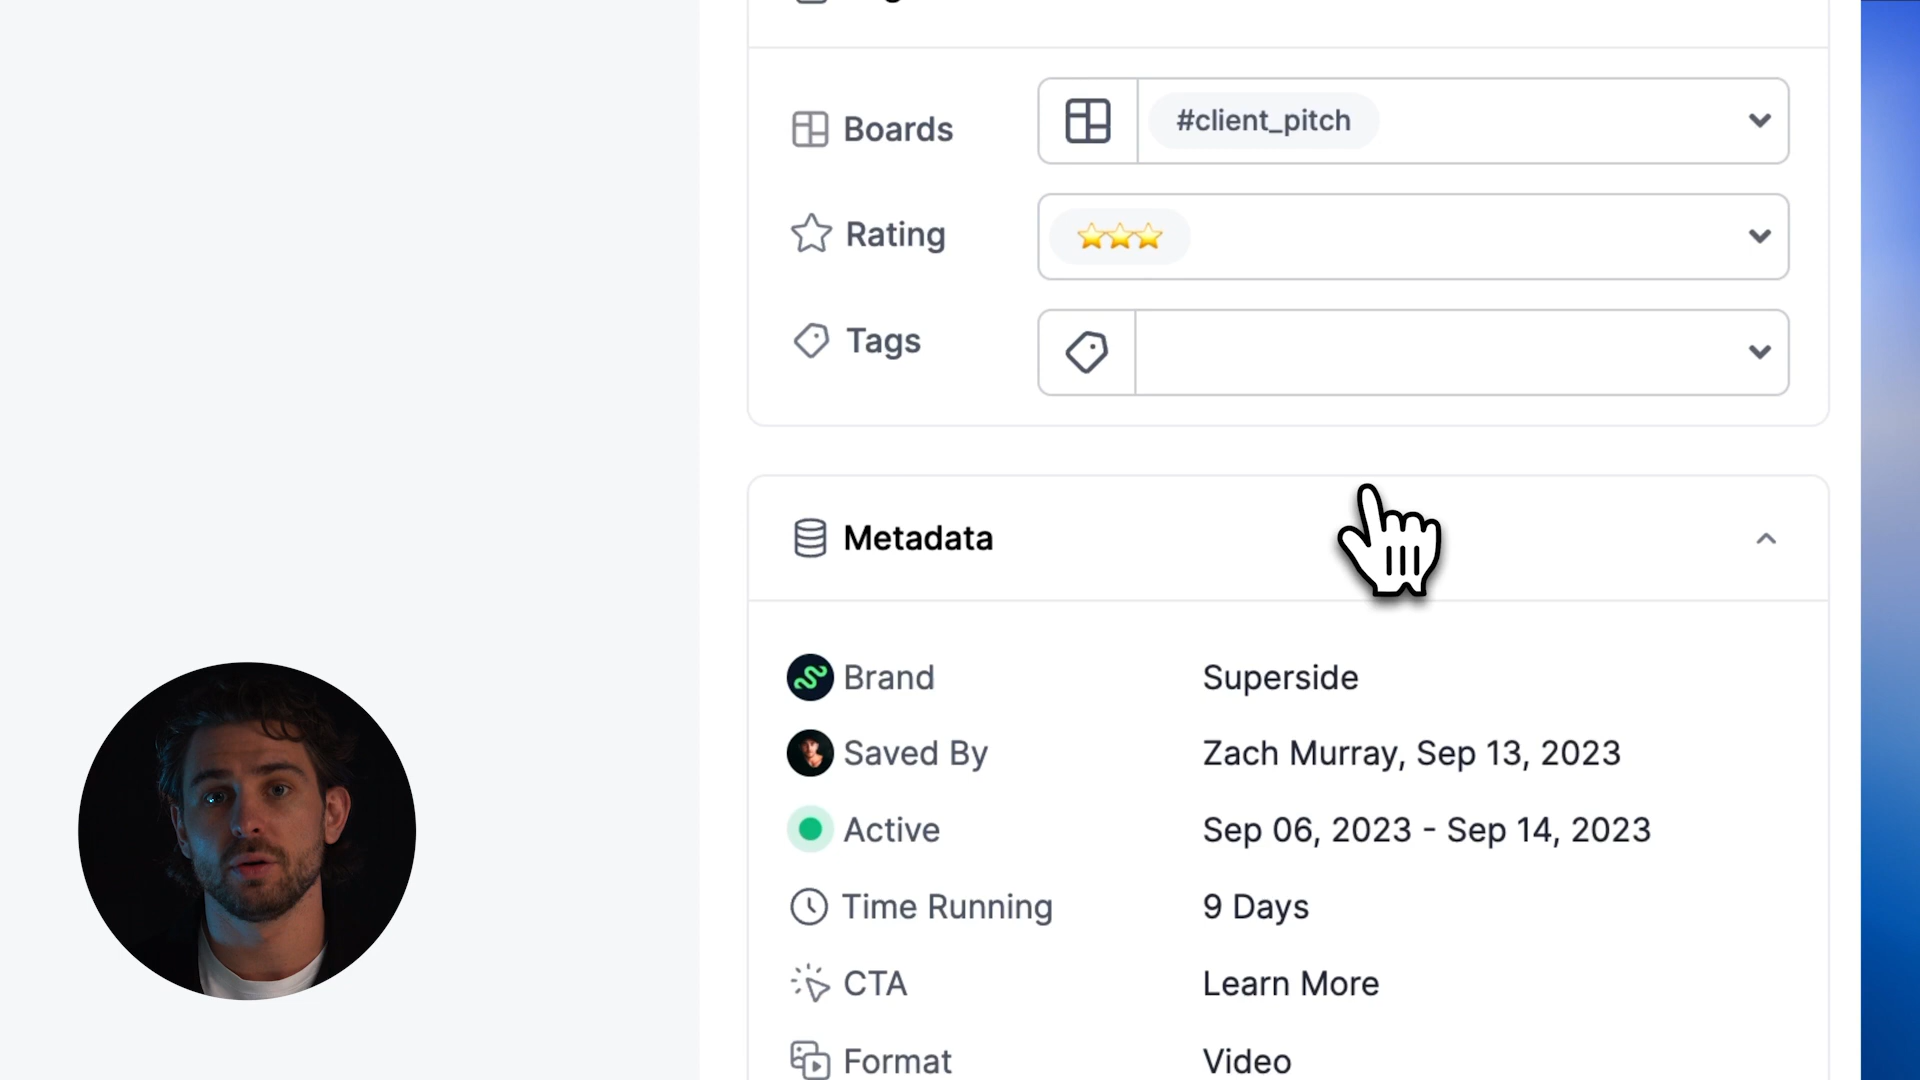 Boards
#client_pitch
Rating
Tags
Metadata
Brand Superside
Saved By Zach Murray, Sep 13, 2023
Active Sep 06, 2023 - Sep 14, 2023
Time Running 9 Days
CTA Learn More
Format Video